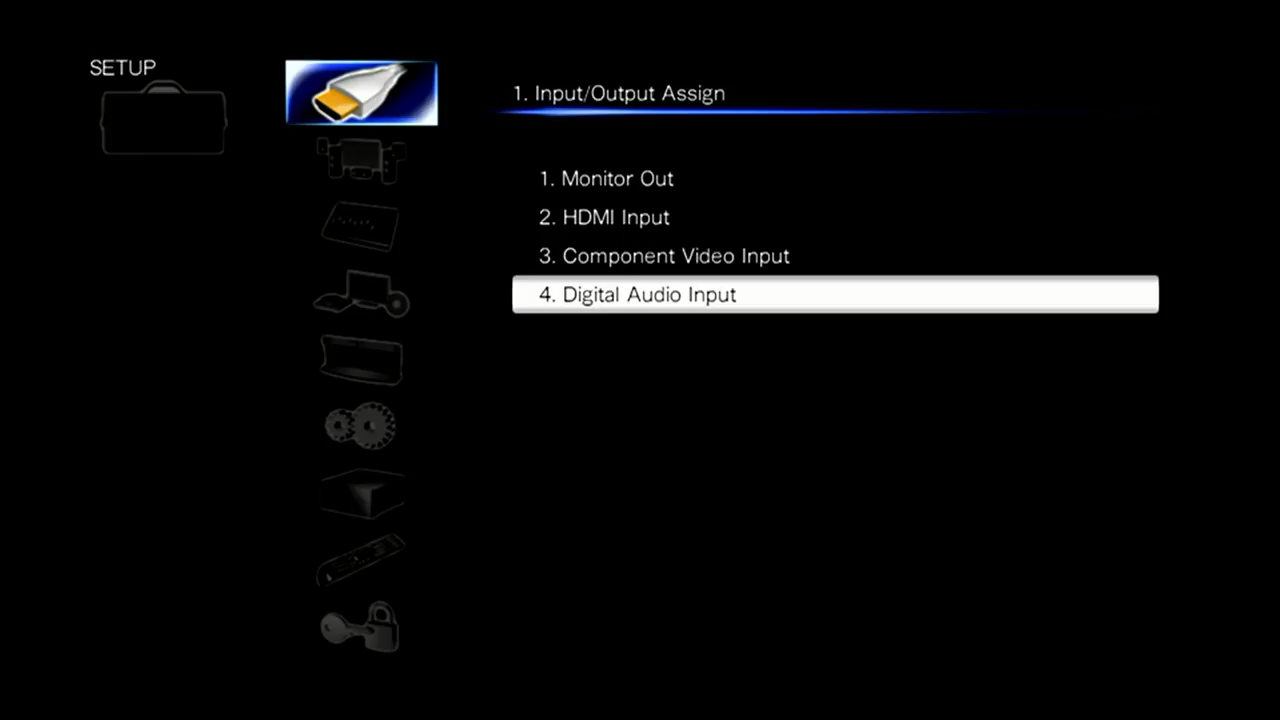 SETUP
1. Input/Output Assign
1. Monitor Out
2. HDMI Input
3. Component Video Input
4. Digital Audio Input